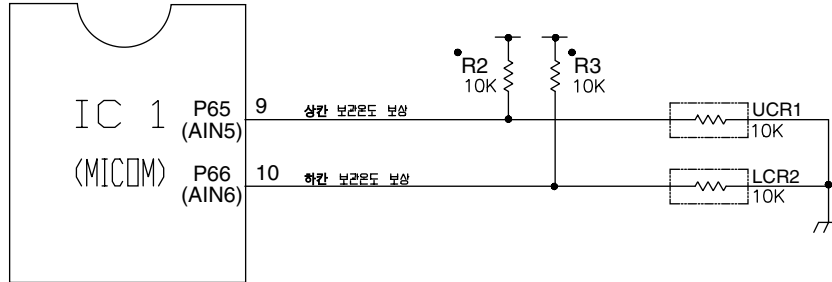 R2
10K
R3
10K
IC 1
(MICOM)
P65
(AIN5)
9
상칸 보관온도 보상
UCR1
10K
P66
(AIN6)
10
하칸 보관온도 보상
LCR2
10K